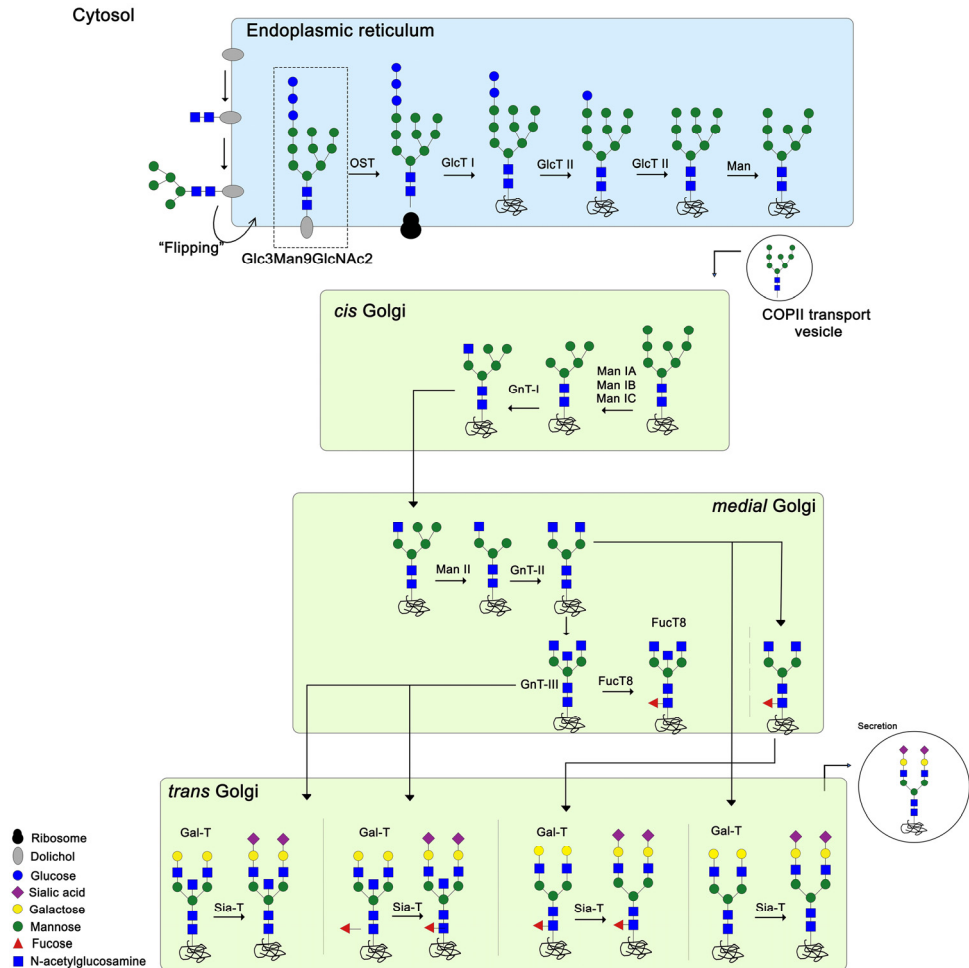 Cytosol
Endoplasmic reticulum
OST
GlcT I
GlcT II
GlcT II
Man
"Flipping"
Glc3Man9GlcNAc2
COPII transport
vesicle
cis Golgi
GnT-I
Man IA
Man IB
Man IC
medial Golgi
Man II
GnT-II
FucT8
GnT-III
FucT8
Secretion
trans Golgi
Gal-T
Sia-T
Gal-T
Sia-T
Gal-T
Sia-T
Gal-T
Sia-T
Ribosome
Dolichol
Glucose
Sialic acid
Galactose
Mannose
Fucose
N-acetylglucosamine